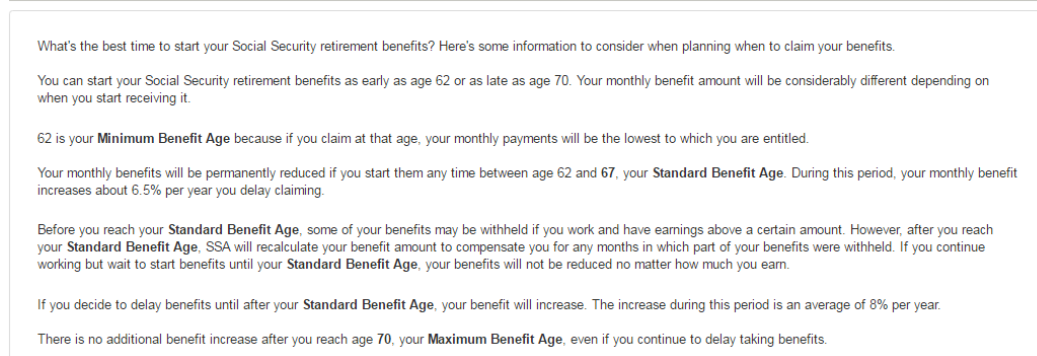 What's the best time to start your Social Security retirement benefits? Here's some information to consider when planning when to claim your benefits.
You can start your Social Security retirement benefits as early as age 62 or as late as age 70. Your monthly benefit amount will be considerably different depending on
when you start receiving it.
62 is your Minimum Benefit Age because if you claim at that age, your monthly payments will be the lowest to which you are entitled.
Your monthly benefits will be permanently reduced if you start them any time between age 62 and 67, your Standard Benefit Age. During this period, your monthly benefit
increases about 6.5% per year you delay claiming.
Before you reach your Standard Benefit Age, some of your benefits may be withheld if you work and have earnings above a certain amount. However, after you reach
your Standard Benefit Age, SSA will recalculate your benefit amount to compensate you for any months in which part of your benefits were withheld. If you continue
working but wait to start benefits until your Standard Benefit Age, your benefits will not be reduced no matter how much you earn.
If you decide to delay benefits until after your Standard Benefit Age, your benefit will increase. The increase during this period is an average of 8% per year.
There is no additional benefit increase after you reach age 70, your Maximum Benefit Age, even if you continue to delay taking benefits.